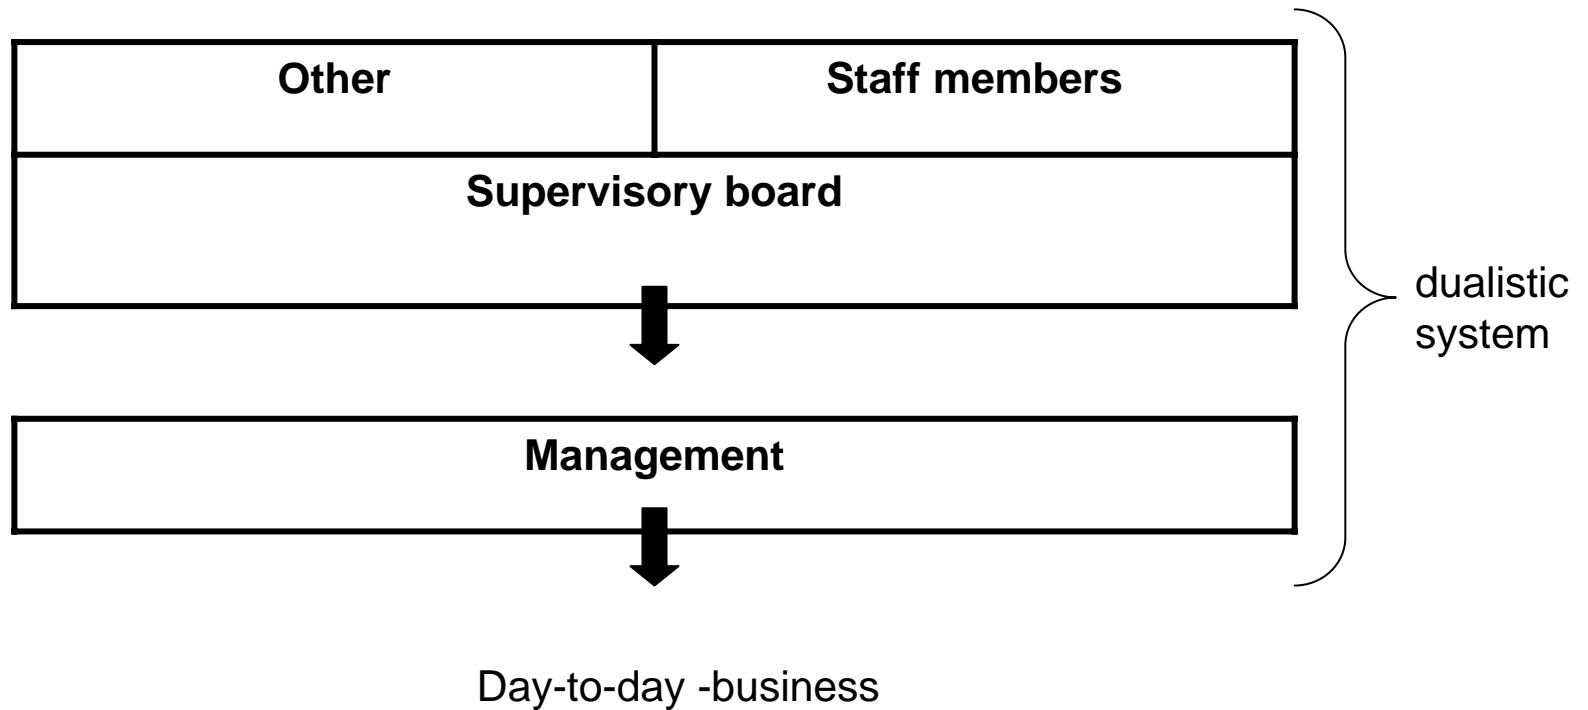 Other
Staff members
Supervisory board
dualistic
system
Management
Day-to-day -business